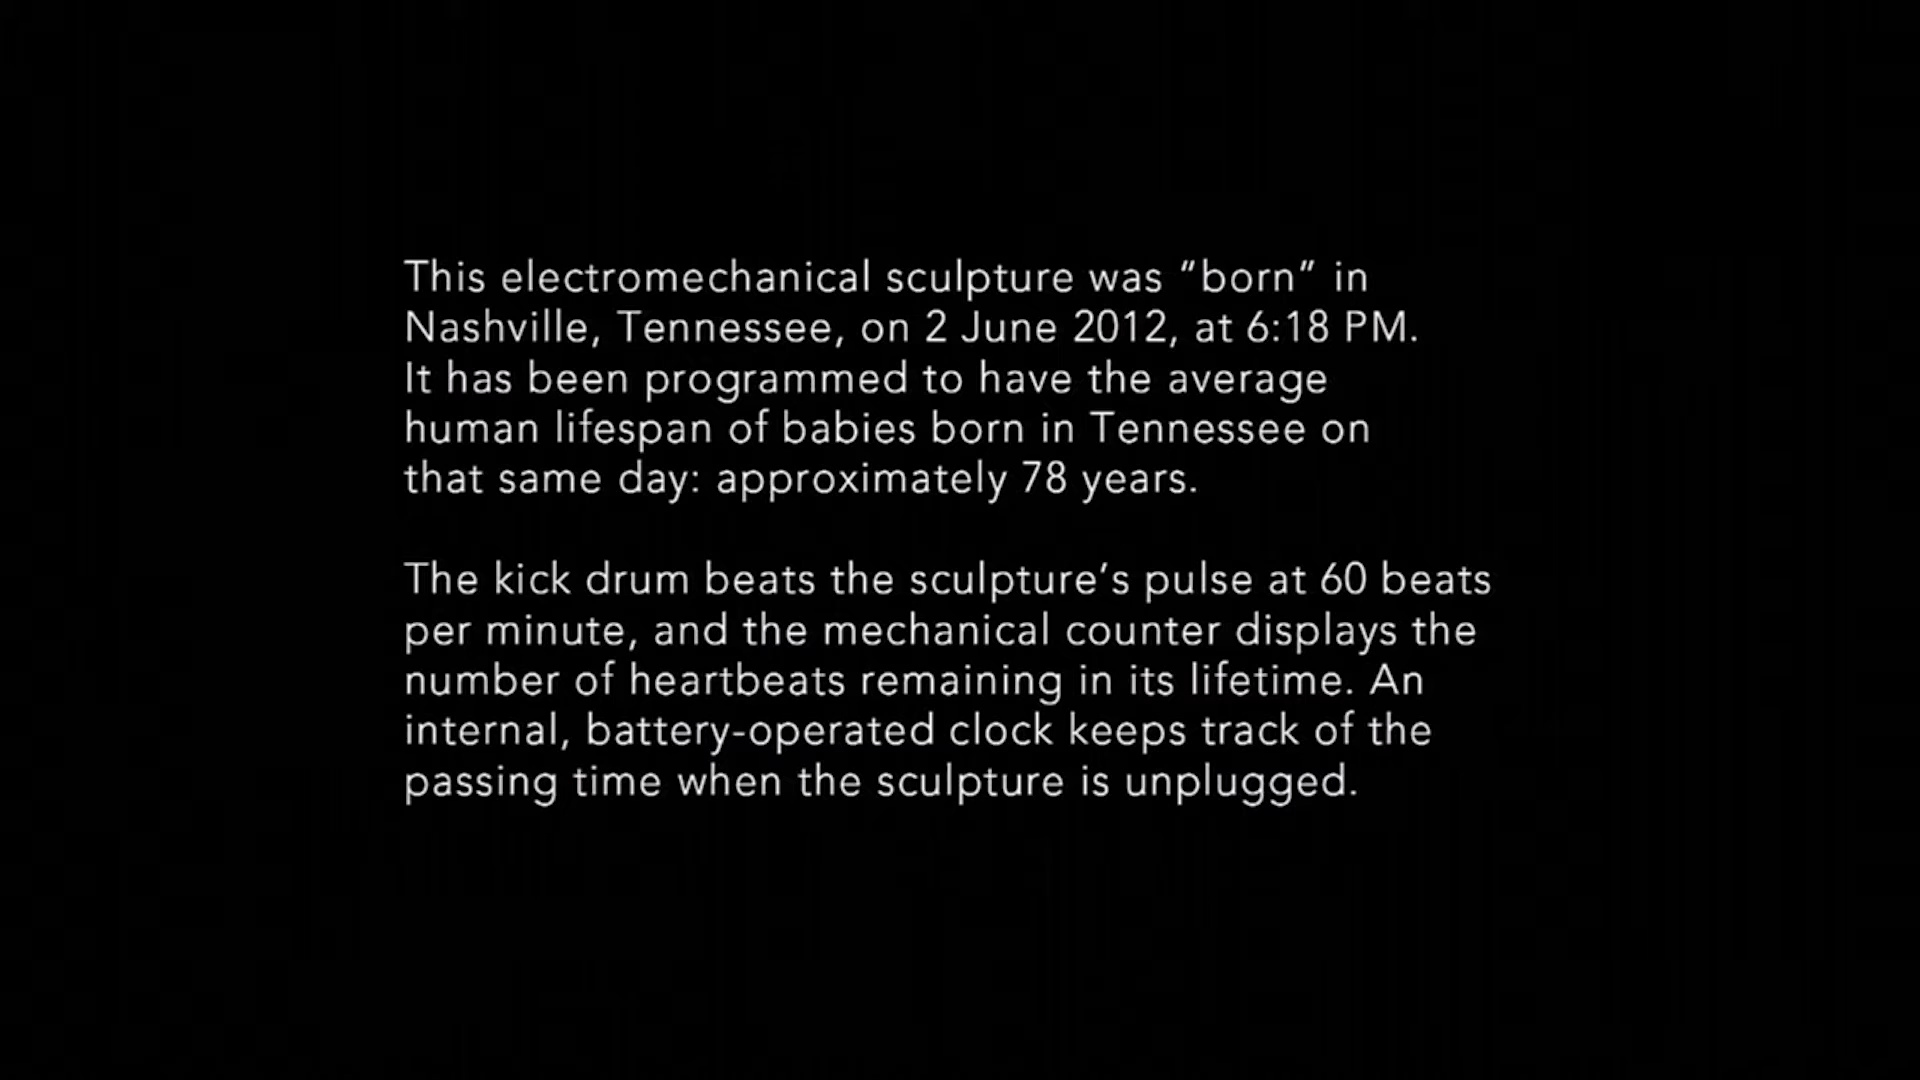 This electromechanical sculpture was “born” in
Nashville, Tennessee, on 2 June 2012, at 6:18 PM.
It has been programmed to have the average
human lifespan of babies born in Tennessee on
that same day: approximately 78 years.
The kick drum beats the sculpture’s pulse at 60 beats
per minute, and the mechanical counter displays the
number of heartbeats remaining in its lifetime. An
internal, battery-operated clock keeps track of the
passing time when the sculpture is unplugged.